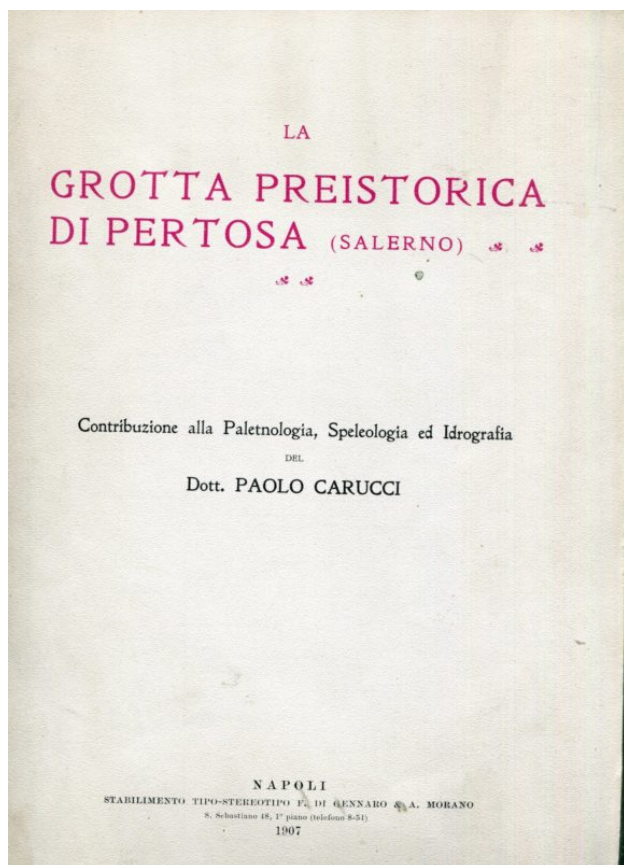 LA
GROTTA PREISTORICA
DI PERTOSA (SALERNO)
Contribuzione alla Paletnologia, Speleologia ed Idrografia
DEL
Dott. PAOLO CARUCCI
NAPOLI
STABILIMENTO TIPO-STEREOTIPO F. DI GENNARO & A. MORANO
S. Sebastiano 48, 1° piano (telefono 8-51)
1907